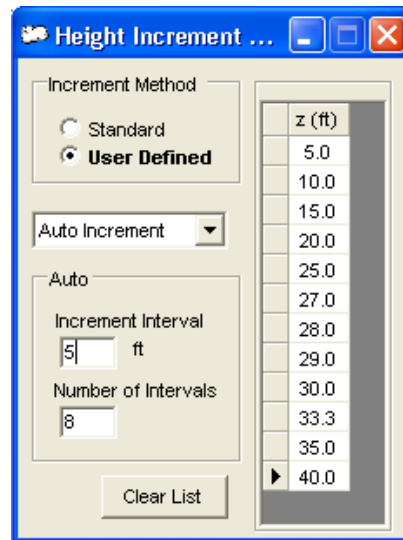 Height Increment ...
Increment Method
Standard
User Defined
Auto Increment
Auto
Increment Interval
5 ft
Number of Intervals
8
Clear List
z (ft)
5.0
10.0
15.0
20.0
25.0
27.0
28.0
29.0
30.0
33.3
35.0
40.0